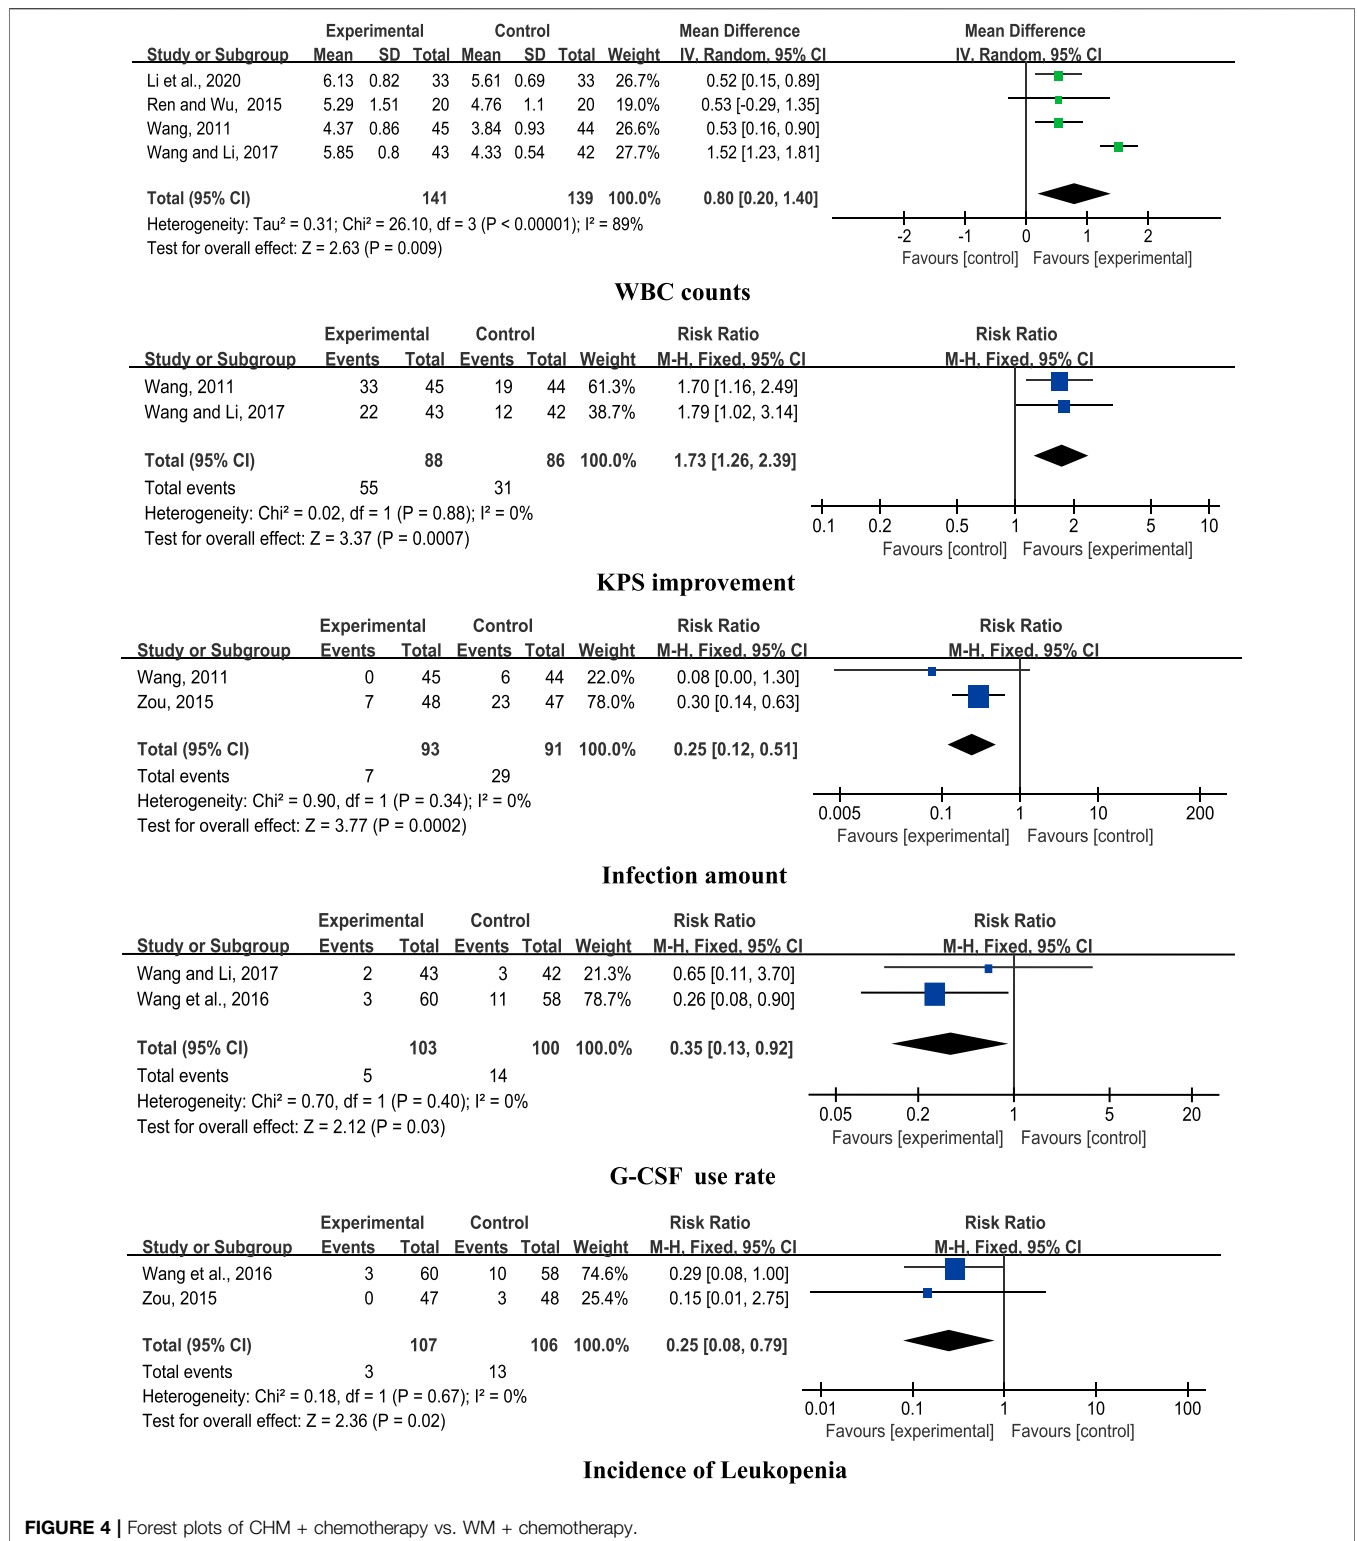 Experimental Control Mean Difference Mean Difference
Study or Subgroup Mean SD Total Mean SD Total Weight IV, Random, 95% CI IV, Random, 95% CI
Li et al., 2020 6.13 0.82 33 5.61 0.69 33 26.7% 0.52 [0.15, 0.89]
Ren and Wu, 2015 5.29 1.51 20 4.76 1.1 20 19.0% 0.53 [-0.29, 1.35]
Wang, 2011 4.37 0.86 45 3.84 0.93 44 26.6% 0.53 [0.16, 0.90]
Wang and Li, 2017 5.85 0.8 43 4.33 0.54 42 27.7% 1.52 [1.23, 1.81]
Total (95% CI) 141 139 100.0% 0.80 [0.20, 1.40]
Heterogeneity: Tau² = 0.31; Chi² = 26.10, df = 3 (P < 0.00001); I² = 89%
Test for overall effect: Z = 2.63 (P = 0.009)
-2 -1 0 1 2
Favours [control] Favours [experimental]
WBC counts
Experimental Control Risk Ratio Risk Ratio
Study or Subgroup Events Total Events Total Weight M-H, Fixed, 95% CI M-H, Fixed, 95% CI
Wang, 2011 33 45 19 44 61.3% 1.70 [1.16, 2.49]
Wang and Li, 2017 22 43 12 42 38.7% 1.79 [1.02, 3.14]
Total (95% CI) 88 86 100.0% 1.73 [1.26, 2.39]
Total events 55 31
Heterogeneity: Chi² = 0.02, df = 1 (P = 0.88); I² = 0%
Test for overall effect: Z = 3.37 (P = 0.0007)
0.1 0.2 0.5 1 2 5 10
Favours [control] Favours [experimental]
KPS improvement
Experimental Control Risk Ratio Risk Ratio
Study or Subgroup Events Total Events Total Weight M-H, Fixed, 95% CI M-H, Fixed, 95% CI
Wang, 2011 0 45 6 44 22.0% 0.08 [0.00, 1.30]
Zou, 2015 7 48 23 47 78.0% 0.30 [0.14, 0.63]
Total (95% CI) 93 91 100.0% 0.25 [0.12, 0.51]
Total events 7 29
Heterogeneity: Chi² = 0.90, df = 1 (P = 0.34); I² = 0%
Test for overall effect: Z = 3.77 (P = 0.0002)
0.005 0.1 1 10 200
Favours [experimental] Favours [control]
Infection amount
Experimental Control Risk Ratio Risk Ratio
Study or Subgroup Events Total Events Total Weight M-H, Fixed, 95% CI M-H, Fixed, 95% CI
Wang and Li, 2017 2 43 3 42 21.3% 0.65 [0.11, 3.70]
Wang et al., 2016 3 60 11 58 78.7% 0.26 [0.08, 0.90]
Total (95% CI) 103 100 100.0% 0.35 [0.13, 0.92]
Total events 5 14
Heterogeneity: Chi² = 0.70, df = 1 (P = 0.40); I² = 0%
Test for overall effect: Z = 2.12 (P = 0.03)
0.05 0.2 1 5 20
Favours [experimental] Favours [control]
G-CSF use rate
Experimental Control Risk Ratio Risk Ratio
Study or Subgroup Events Total Events Total Weight M-H, Fixed, 95% CI M-H, Fixed, 95% CI
Wang et al., 2016 3 60 10 58 74.6% 0.29 [0.08, 1.00]
Zou, 2015 0 47 3 48 25.4% 0.15 [0.01, 2.75]
Total (95% CI) 107 106 100.0% 0.25 [0.08, 0.79]
Total events 3 13
Heterogeneity: Chi² = 0.18, df = 1 (P = 0.67); I² = 0%
Test for overall effect: Z = 2.36 (P = 0.02)
0.01 0.1 1 10 100
Favours [experimental] Favours [control]
Incidence of Leukopenia
FIGURE 4 | Forest plots of CHM + chemotherapy vs. WM + chemotherapy.